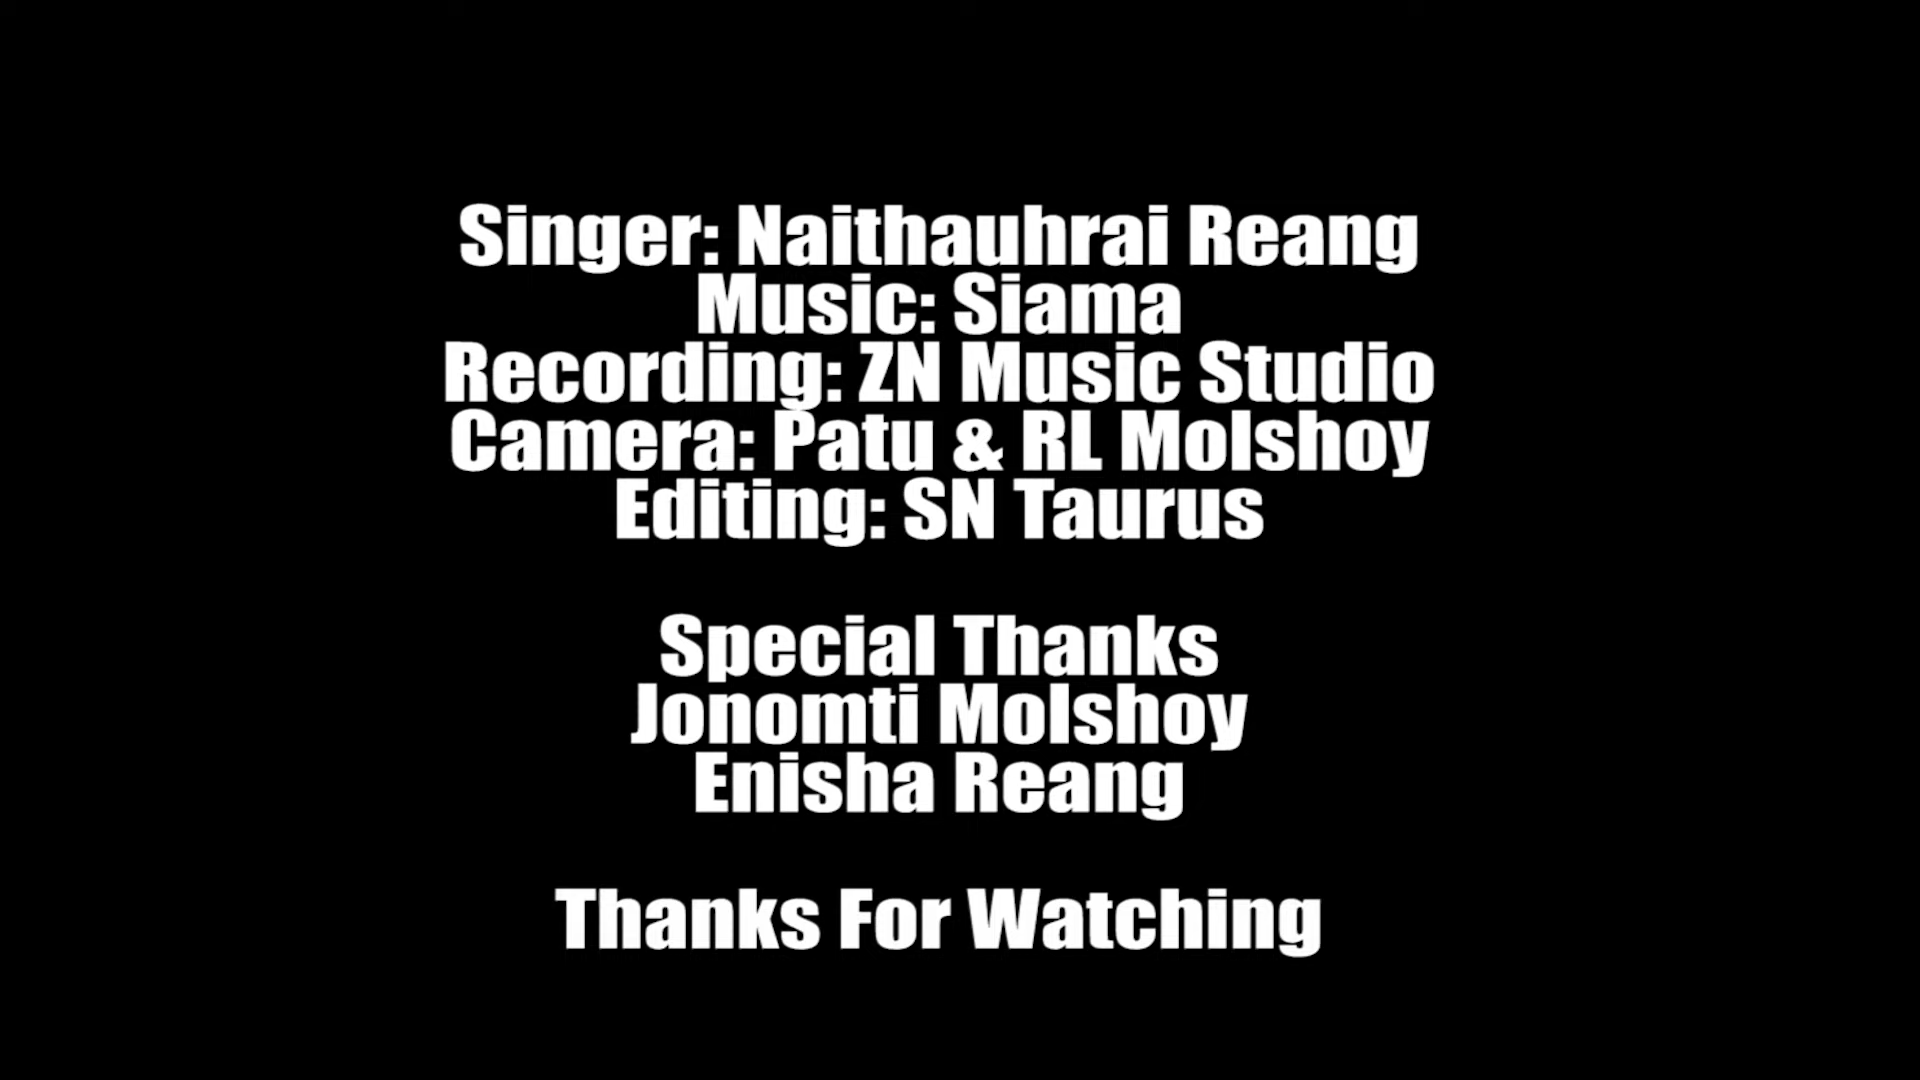 Singer: Naithauhrai Reang
Music: Siama
Recording: ZN Music Studio
Camera: Patu & RL Molshoy
Editing: SN Taurus
Special Thanks
Jonomti Molshoy
Enisha Reang
Thanks For Watching